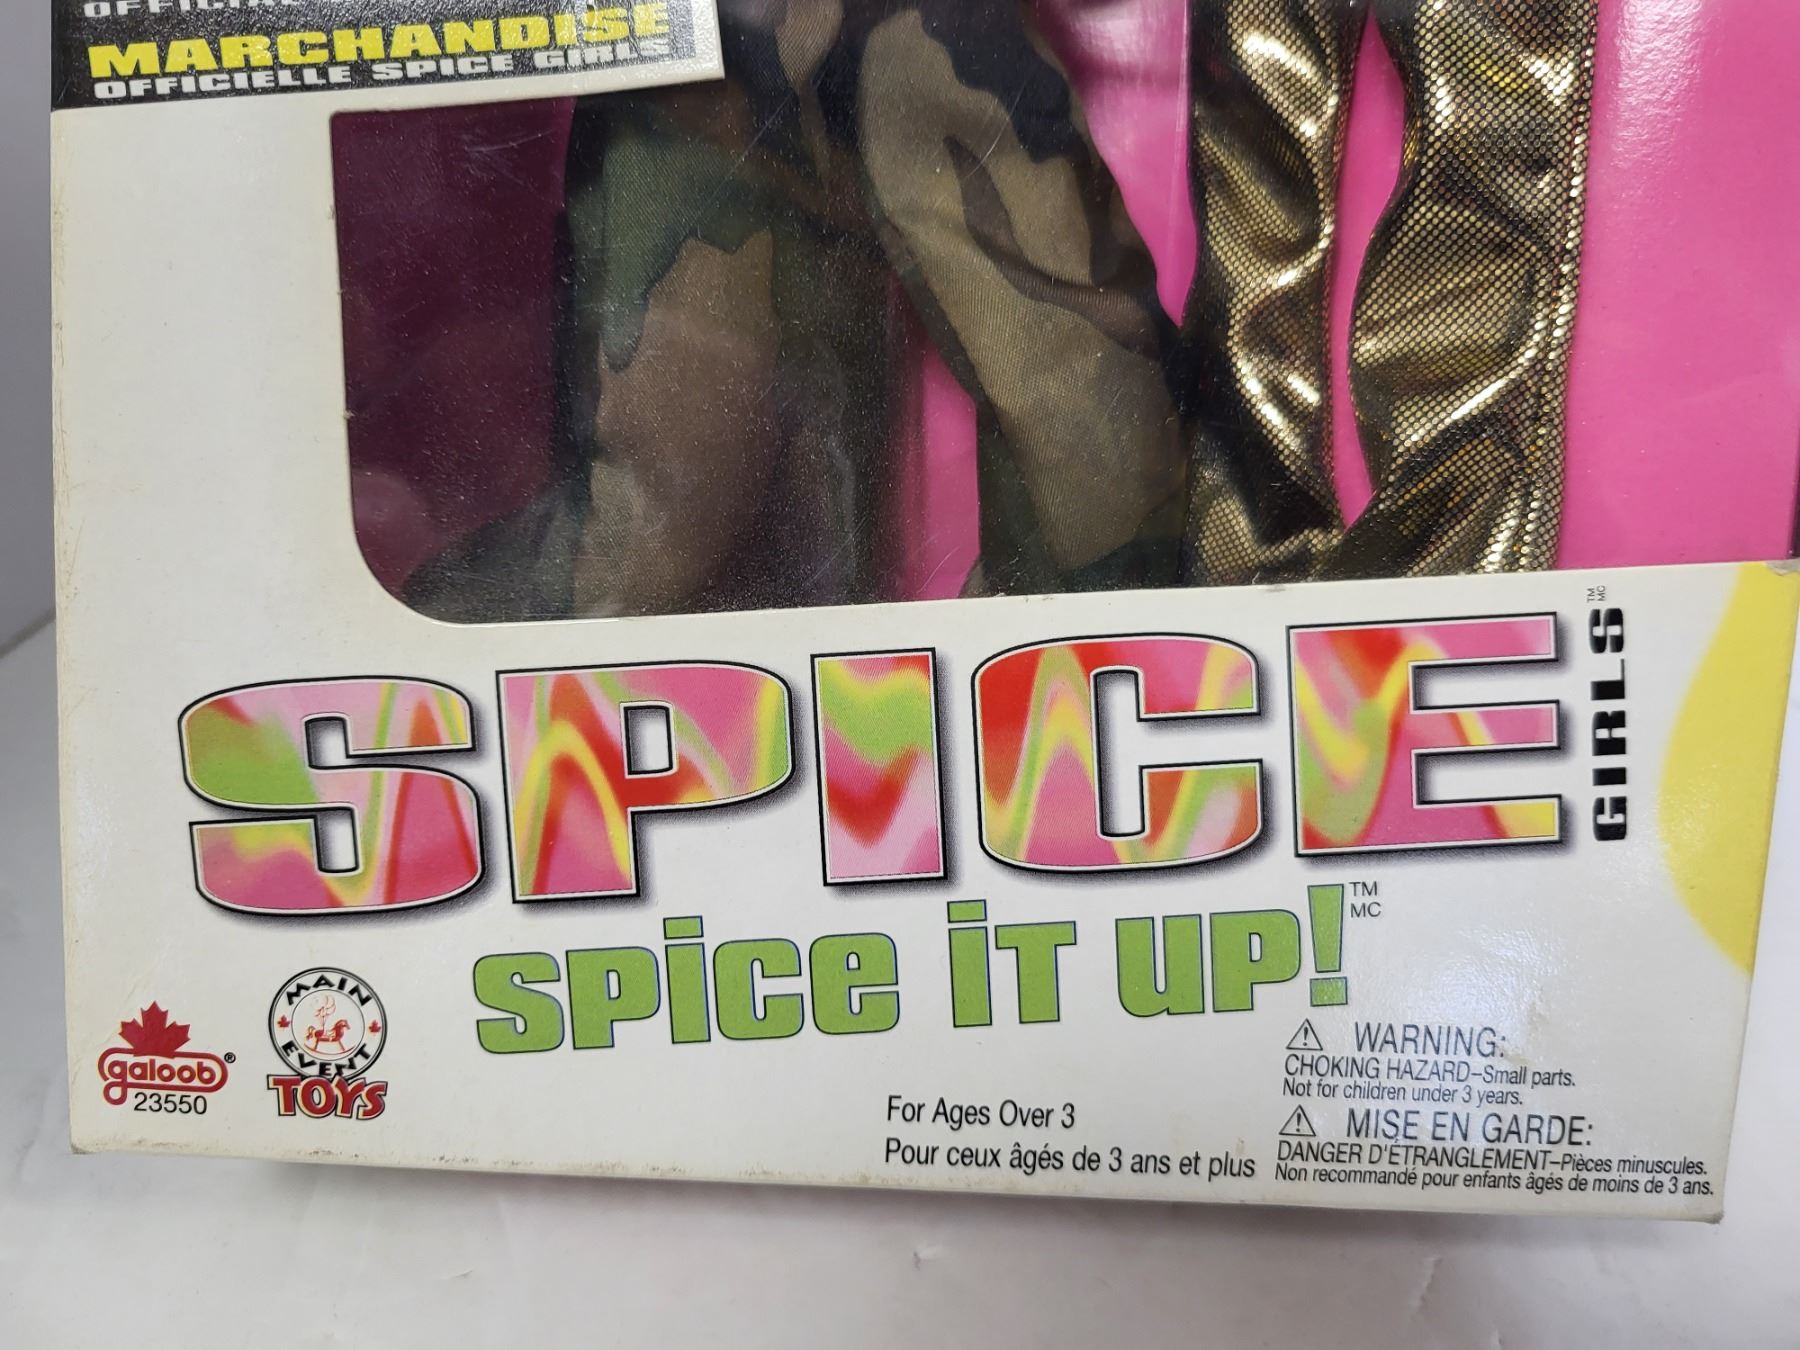 MARCHANDISE
OFFICIELLE SPICE GIRLS
SPICE
GIRLS
TM
MC
SPICE IT UP!
TM
MC
galoob®
23550
MAIN
EVENT
TOYS
For Ages Over 3
Pour ceux âgés de 3 ans et plus
WARNING:
CHOKING HAZARD–Small parts.
Not for children under 3 years.
MISE EN GARDE:
DANGER D'ÉTRANGLEMENT–Pièces minuscules.
Non recommandé pour enfants âgés de moins de 3 ans.